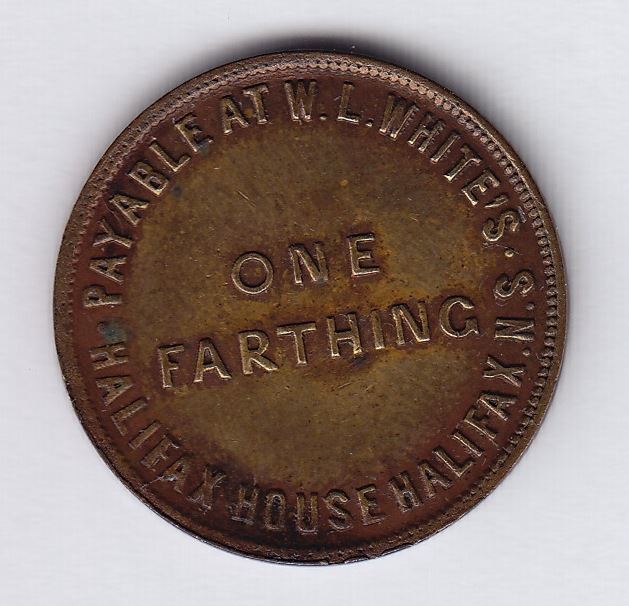 PAYABLE AT W. L. WHITE'S.
HALIFAX HOUSE HALIFAX. N. S
ONE
FARTHING